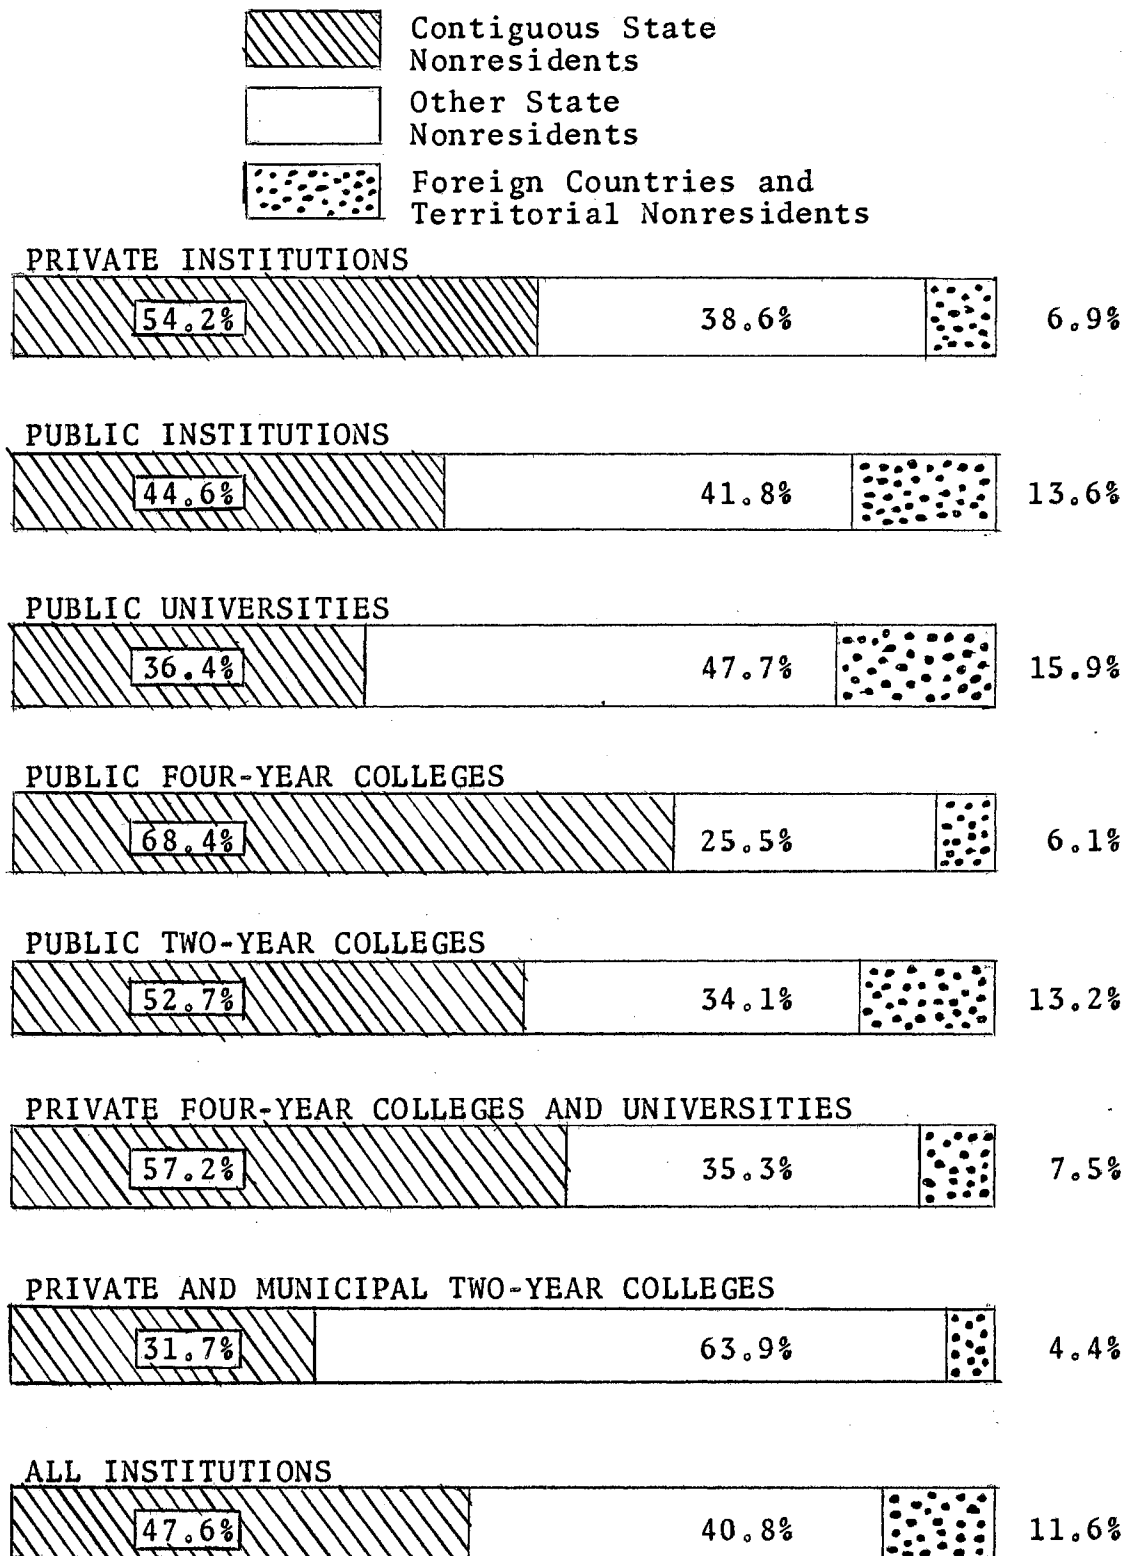 Contiguous State
Nonresidents
Other State
Nonresidents
Foreign Countries and
Territorial Nonresidents
PRIVATE INSTITUTIONS
54.2% 38.6% 6.9%
PUBLIC INSTITUTIONS
44.6% 41.8% 13.6%
PUBLIC UNIVERSITIES
36.4% 47.7% 15.9%
PUBLIC FOUR-YEAR COLLEGES
68.4% 25.5% 6.1%
PUBLIC TWO-YEAR COLLEGES
52.7% 34.1% 13.2%
PRIVATE FOUR-YEAR COLLEGES AND UNIVERSITIES
57.2% 35.3% 7.5%
PRIVATE AND MUNICIPAL TWO-YEAR COLLEGES
31.7% 63.9% 4.4%
ALL INSTITUTIONS
47.6% 40.8% 11.6%